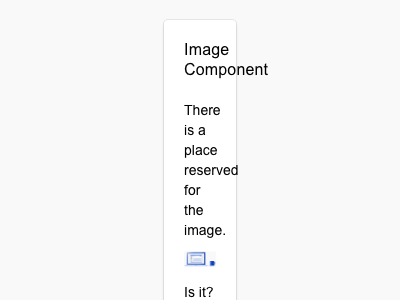 Image
Component
There
is a
place
reserved
for
the
image.
Is it?